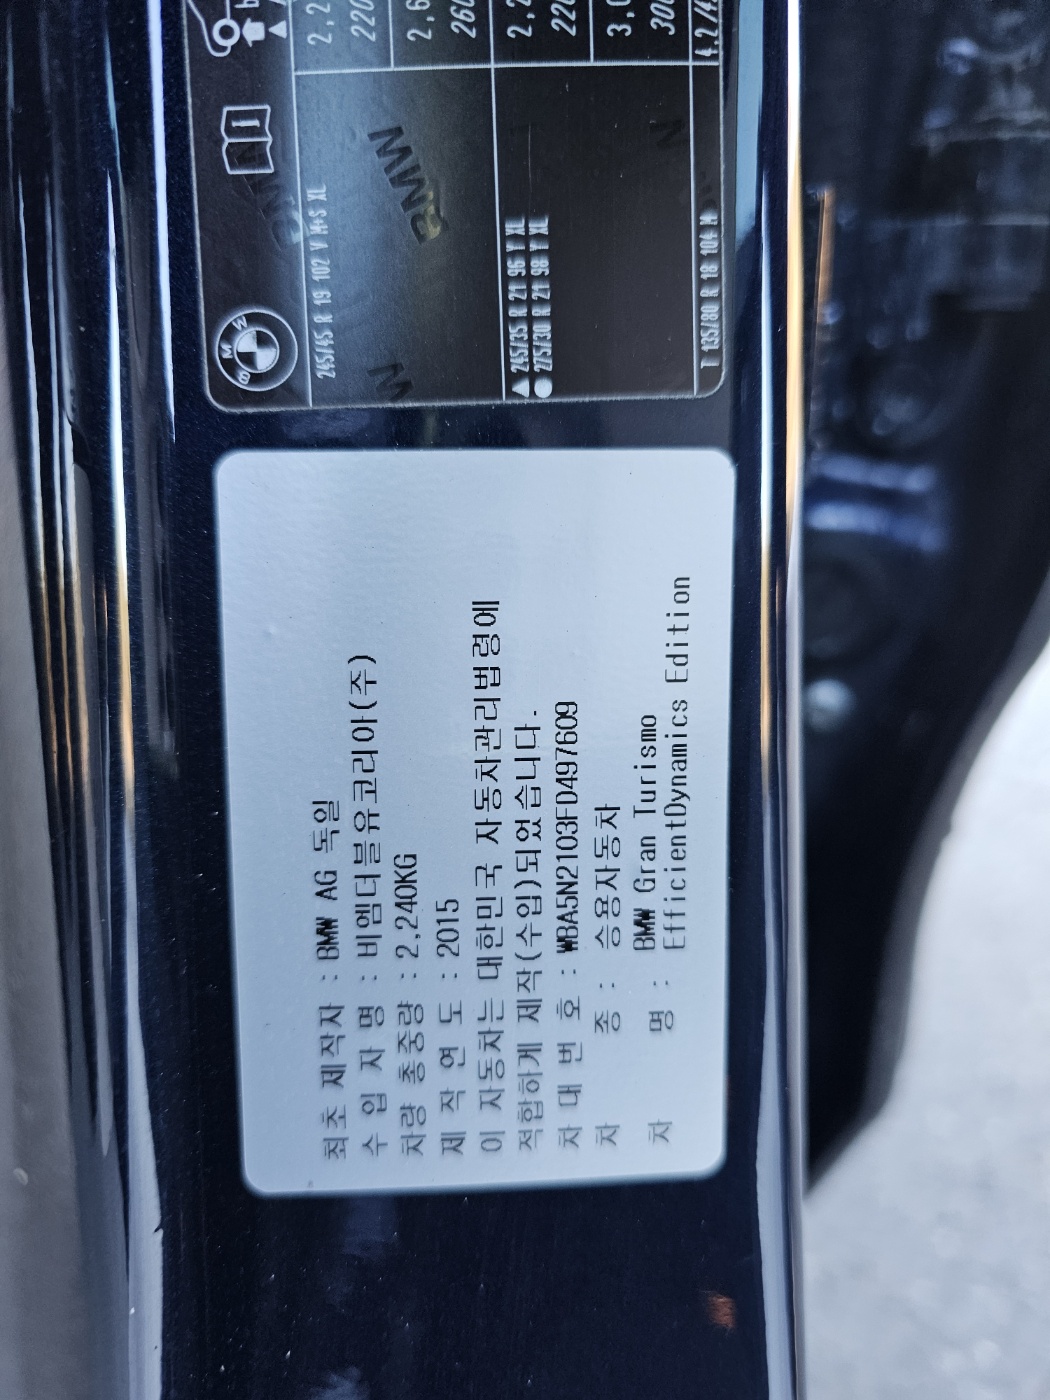 최초 제작자 : BMW AG 독일
수 입 자 명 : 비엠더블유코리아(주)
차량 총중량 : 2,240KG
제 작 연 도 : 2015
이 자동차는 대한민국 자동차관리법령에
적합하게 제작(수입)되었습니다.
차 대 번 호 : WBA5N2103FD497609
차 종 : 승용자동차
차 명 : BMW Gran Turismo
EfficientDynamics Edition
BMW
245/45 R 19 102 V M+S XL
▲ 245/35 R 21 96 Y XL
● 275/30 R 21 98 Y XL
T 135/80 R 18 104 M
BMW